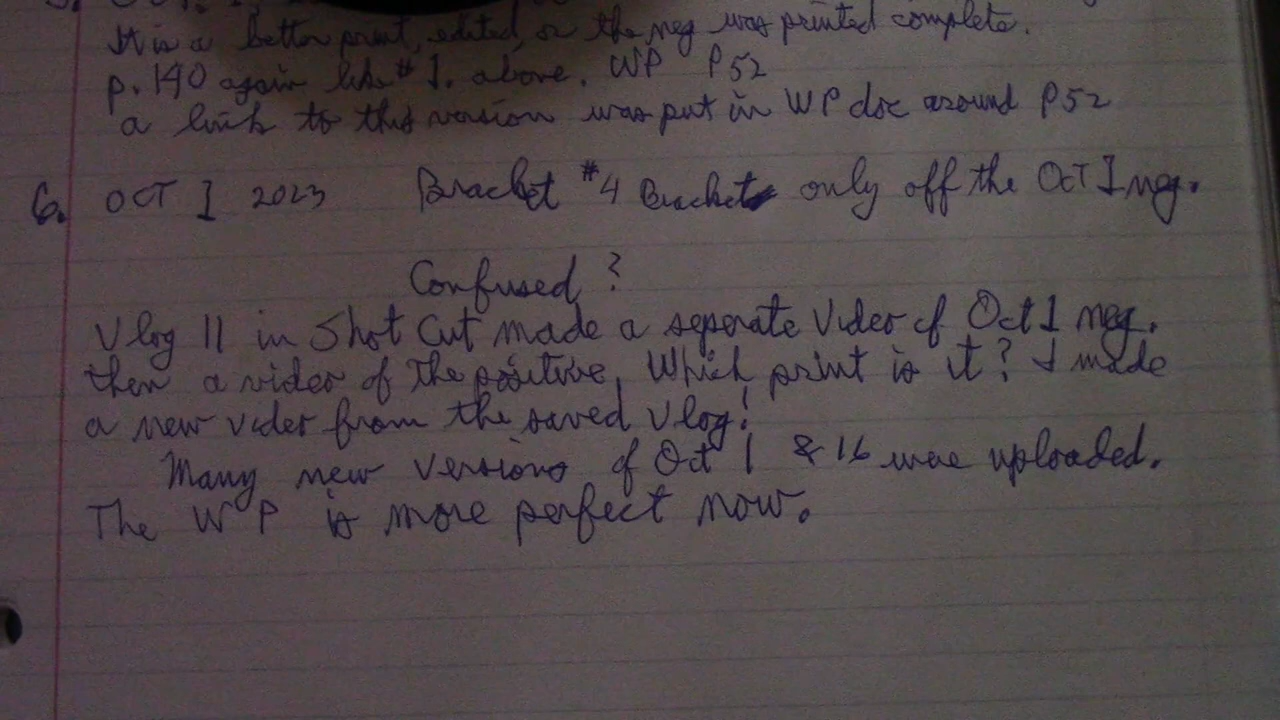 It is a better print, edited, or the neg was printed complete.
p. 140 again like #1. above. WP P52
a link to this version was put in WP doc around P52
6. OCT 1 2023 Bracket #4 Brackets only off the Oct 1 neg.
Confused?
Vlog 11 in Shot Cut made a seperate Video of Oct 1 neg.
then a video of the positive. Which print is it? I made
a new video from the saved Vlog!
Many new versions of Oct 1 & 16 were uploaded.
The WP is more perfect now.